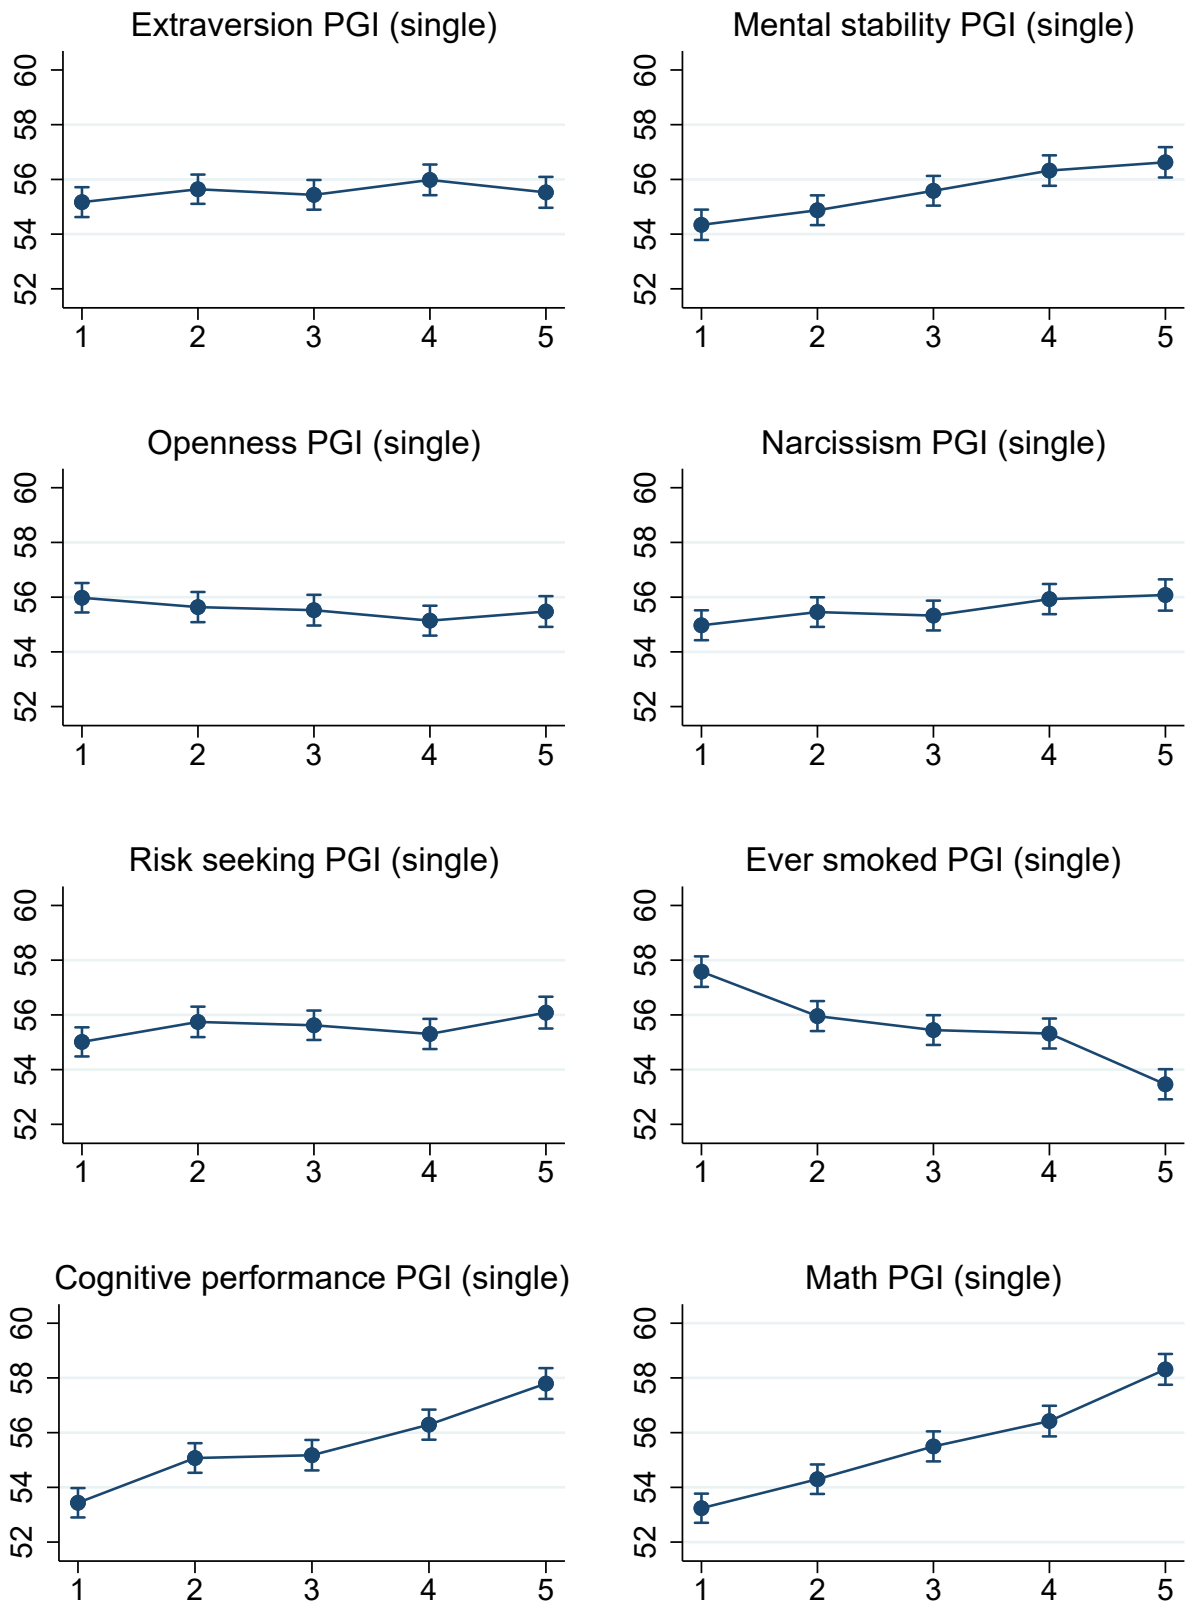 Extraversion PGI (single)
60
58
56
54
52
1 2 3 4 5
Mental stability PGI (single)
60
58
56
54
52
1 2 3 4 5
Openness PGI (single)
60
58
56
54
52
1 2 3 4 5
Narcissism PGI (single)
60
58
56
54
52
1 2 3 4 5
Risk seeking PGI (single)
60
58
56
54
52
1 2 3 4 5
Ever smoked PGI (single)
60
58
56
54
52
1 2 3 4 5
Cognitive performance PGI (single)
60
58
56
54
52
1 2 3 4 5
Math PGI (single)
60
58
56
54
52
1 2 3 4 5